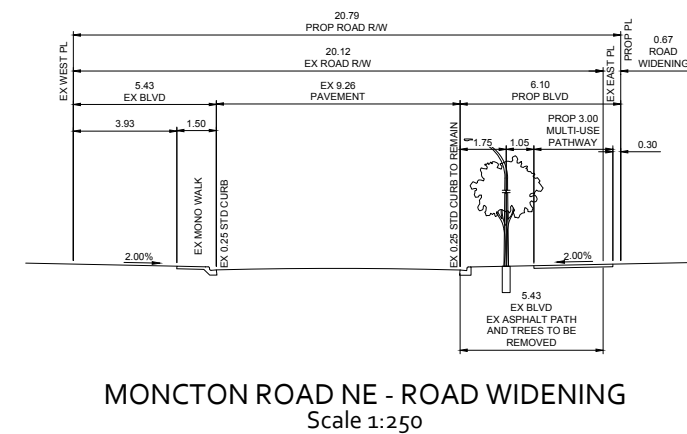 20.79
PROP ROAD R/W
20.12
EX ROAD R/W
EX WEST PL
EX EAST PL
PROP PL
0.67
ROAD
WIDENING
5.43
EX BLVD
EX 9.26
PAVEMENT
6.10
PROP BLVD
3.93
1.50
1.75
1.05
PROP 3.00
MULTI-USE
PATHWAY
0.30
EX MONO WALK
EX 0.25 STD CURB
EX 0.25 STD CURB TO REMAIN
2.00%
2.00%
5.43
EX BLVD
EX ASPHALT PATH
AND TREES TO BE
REMOVED
MONCTON ROAD NE - ROAD WIDENING
Scale 1:250